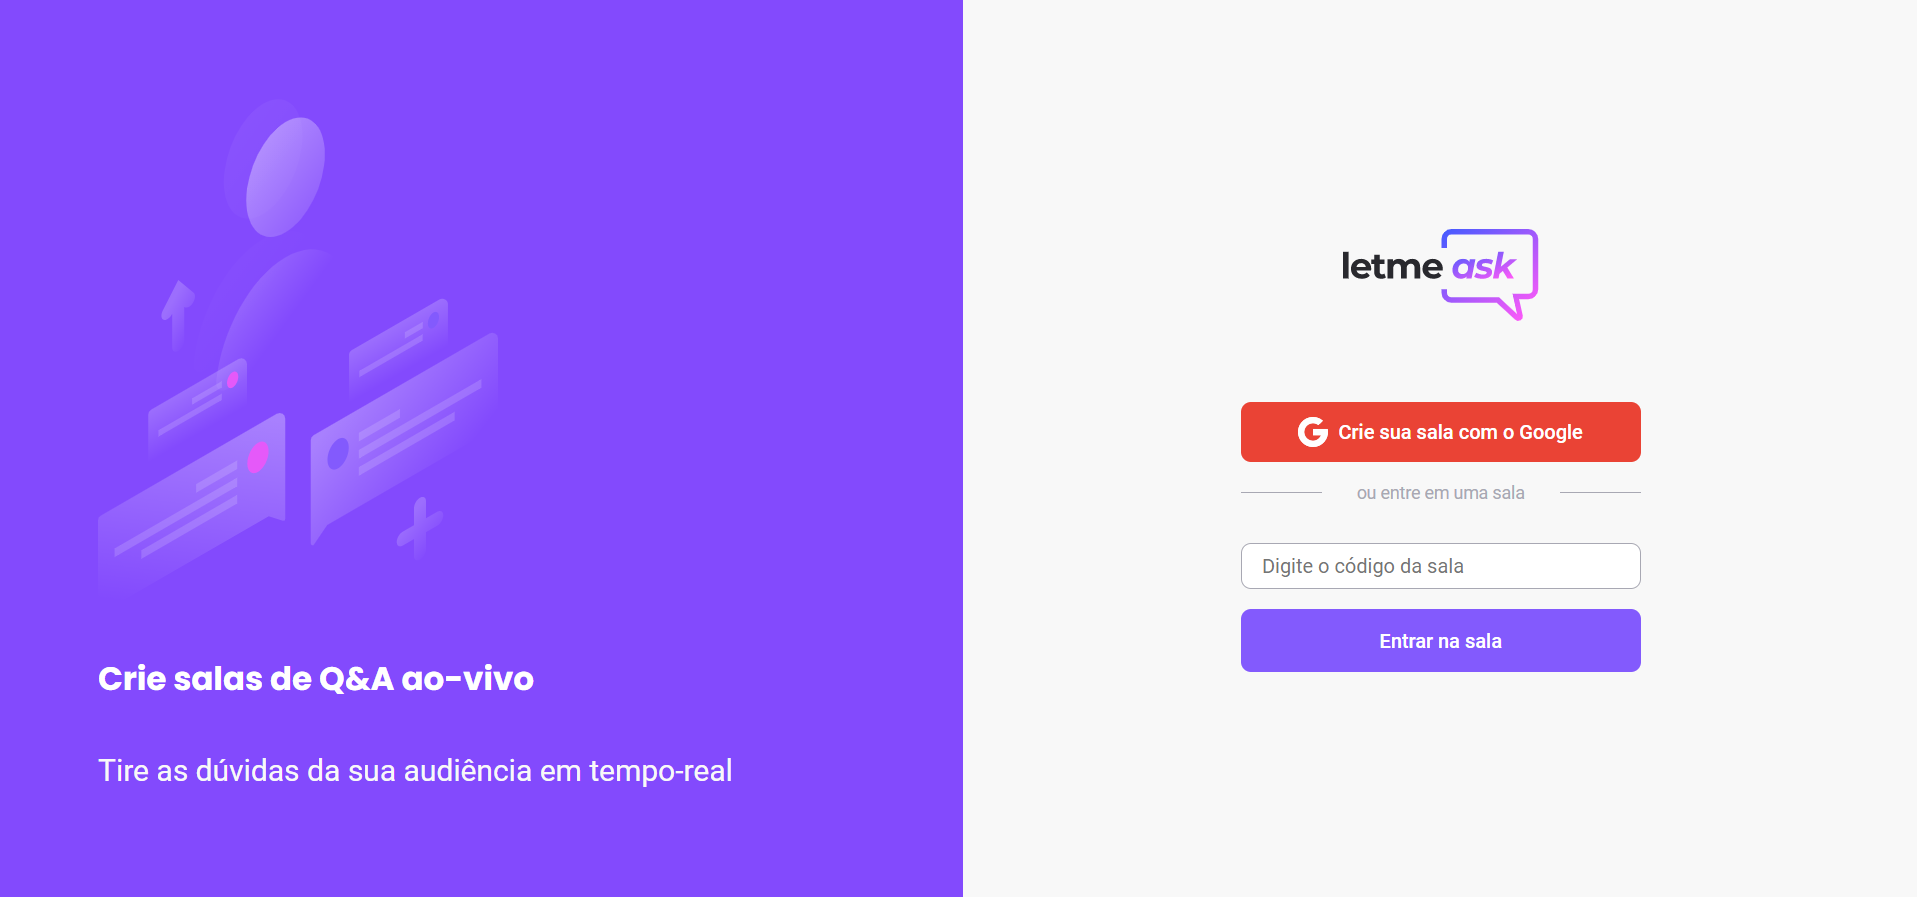 Crie salas de Q&A ao-vivo
Tire as dúvidas da sua audiência em tempo-real
letme ask
Crie sua sala com o Google
ou entre em uma sala
Digite o código da sala
Entrar na sala